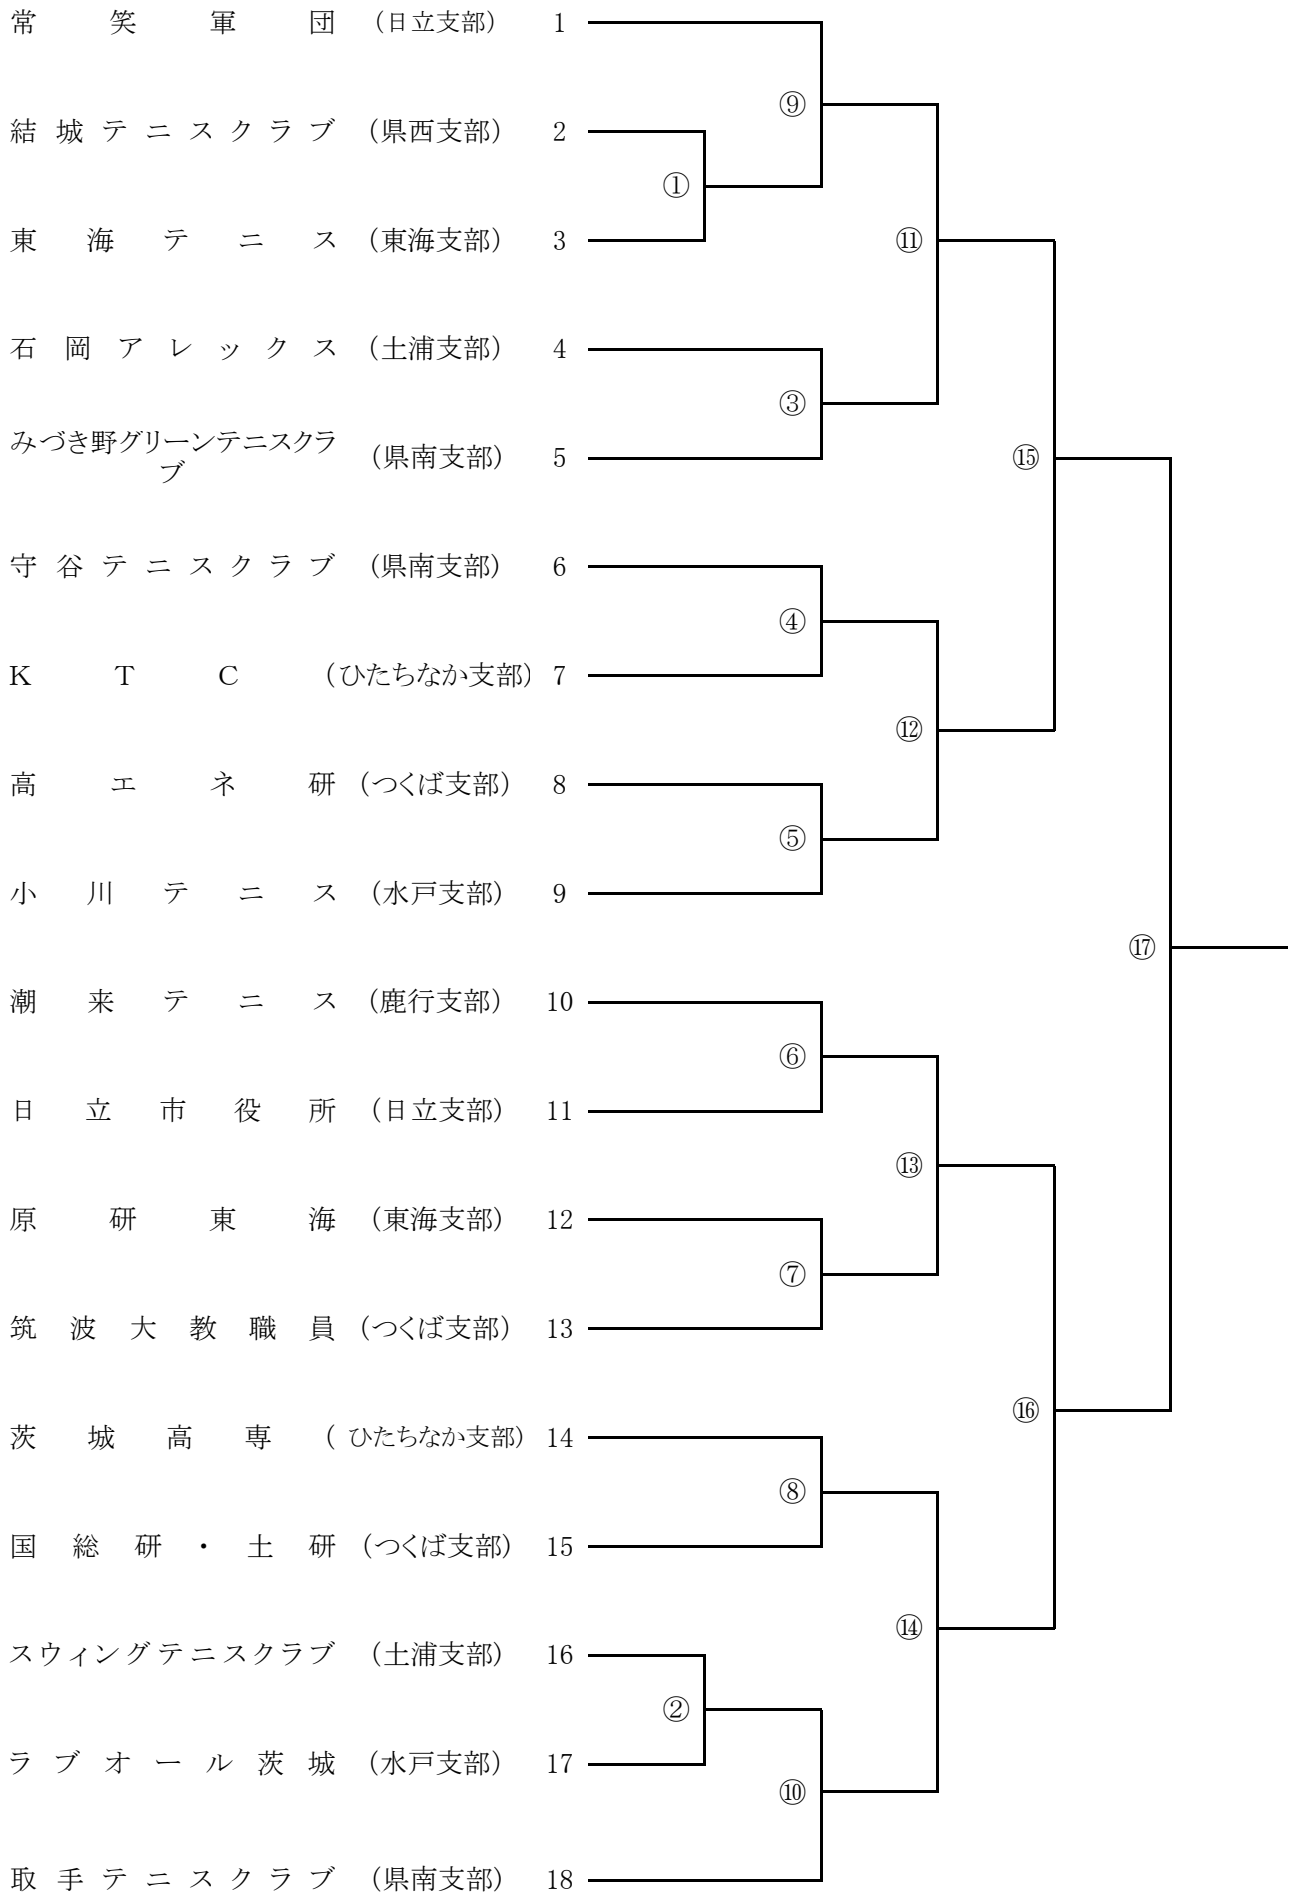 常笑軍団 (日立支部) 1
⑨
結城テニスクラブ (県西支部) 2
①
東海テニス (東海支部) 3
⑪
石岡アレックス (土浦支部) 4
③
みづき野グリーンテニスクラ
ブ
(県南支部) 5
⑮
守谷テニスクラブ (県南支部) 6
④
KTC (ひたちなか支部) 7
⑫
高エネ研 (つくば支部) 8
⑤
小川テニス (水戸支部) 9
⑰
潮来テニス (鹿行支部) 10
⑥
日立市役所 (日立支部) 11
⑬
原研東海 (東海支部) 12
⑦
筑波大教職員 (つくば支部) 13
⑯
茨城高専 (ひたちなか支部) 14
⑧
国総研・土研 (つくば支部) 15
⑭
スウィングテニスクラブ (土浦支部) 16
②
ラブオール茨城 (水戸支部) 17
⑩
取手テニスクラブ (県南支部) 18